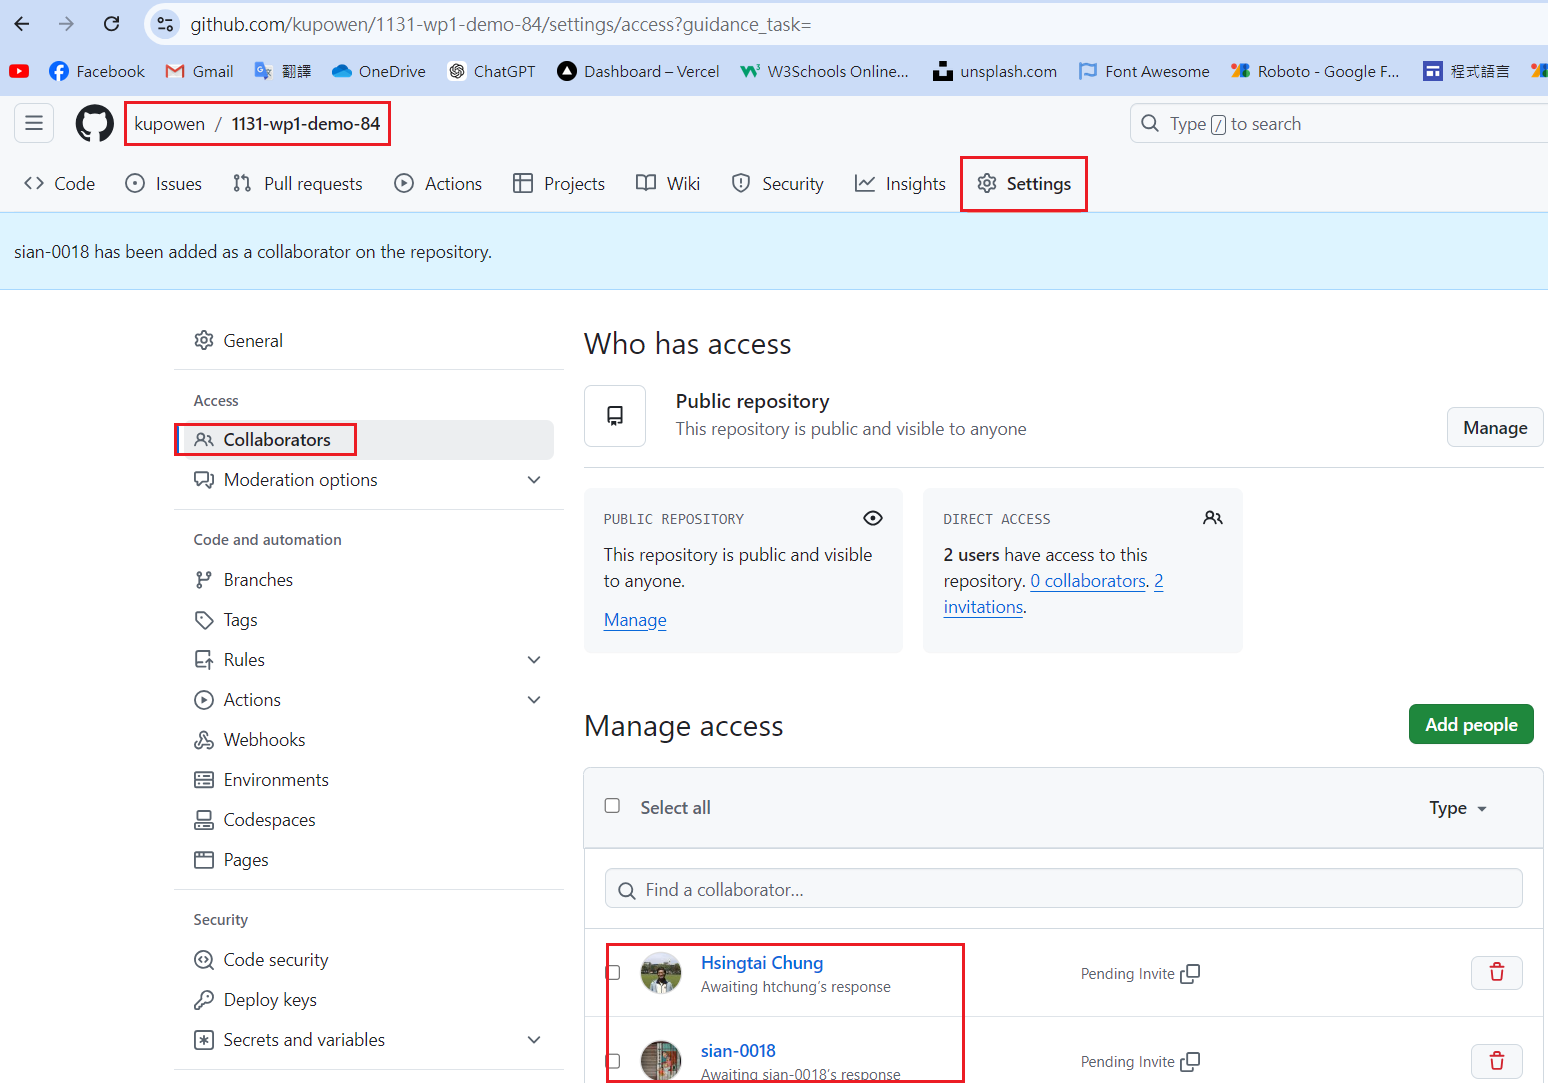 github.com/kupowen/1131-wp1-demo-84/settings/access?guidance_task=
Facebook Gmail 翻譯 OneDrive ChatGPT Dashboard – Vercel W3Schools Online... unsplash.com Font Awesome Roboto - Google F... 程式語言
kupowen / 1131-wp1-demo-84
Type / to search
Code Issues Pull requests Actions Projects Wiki Security Insights Settings
sian-0018 has been added as a collaborator on the repository.
General
Access
Collaborators
Moderation options
Code and automation
Branches
Tags
Rules
Actions
Webhooks
Environments
Codespaces
Pages
Security
Code security
Deploy keys
Secrets and variables
Who has access
Public repository
This repository is public and visible to anyone
Manage
PUBLIC REPOSITORY
This repository is public and visible
to anyone.
Manage
DIRECT ACCESS
2 users have access to this
repository. 0 collaborators. 2
invitations.
Manage access
Add people
Select all
Type
Find a collaborator...
Hsingtai Chung
Awaiting htchung's response
Pending Invite
sian-0018
Awaiting sian-0018's response
Pending Invite